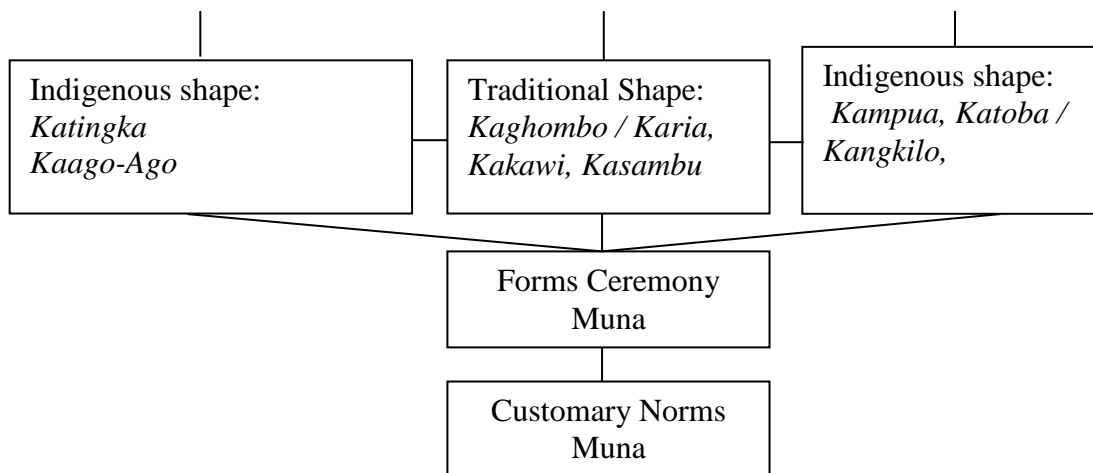 Indigenous shape:
Katingka
Kaago-Ago
Traditional Shape:
Kaghombo / Karia,
Kakawi, Kasambu
Indigenous shape:
Kampua, Katoba /
Kangkilo,
Forms Ceremony
Muna
Customary Norms
Muna